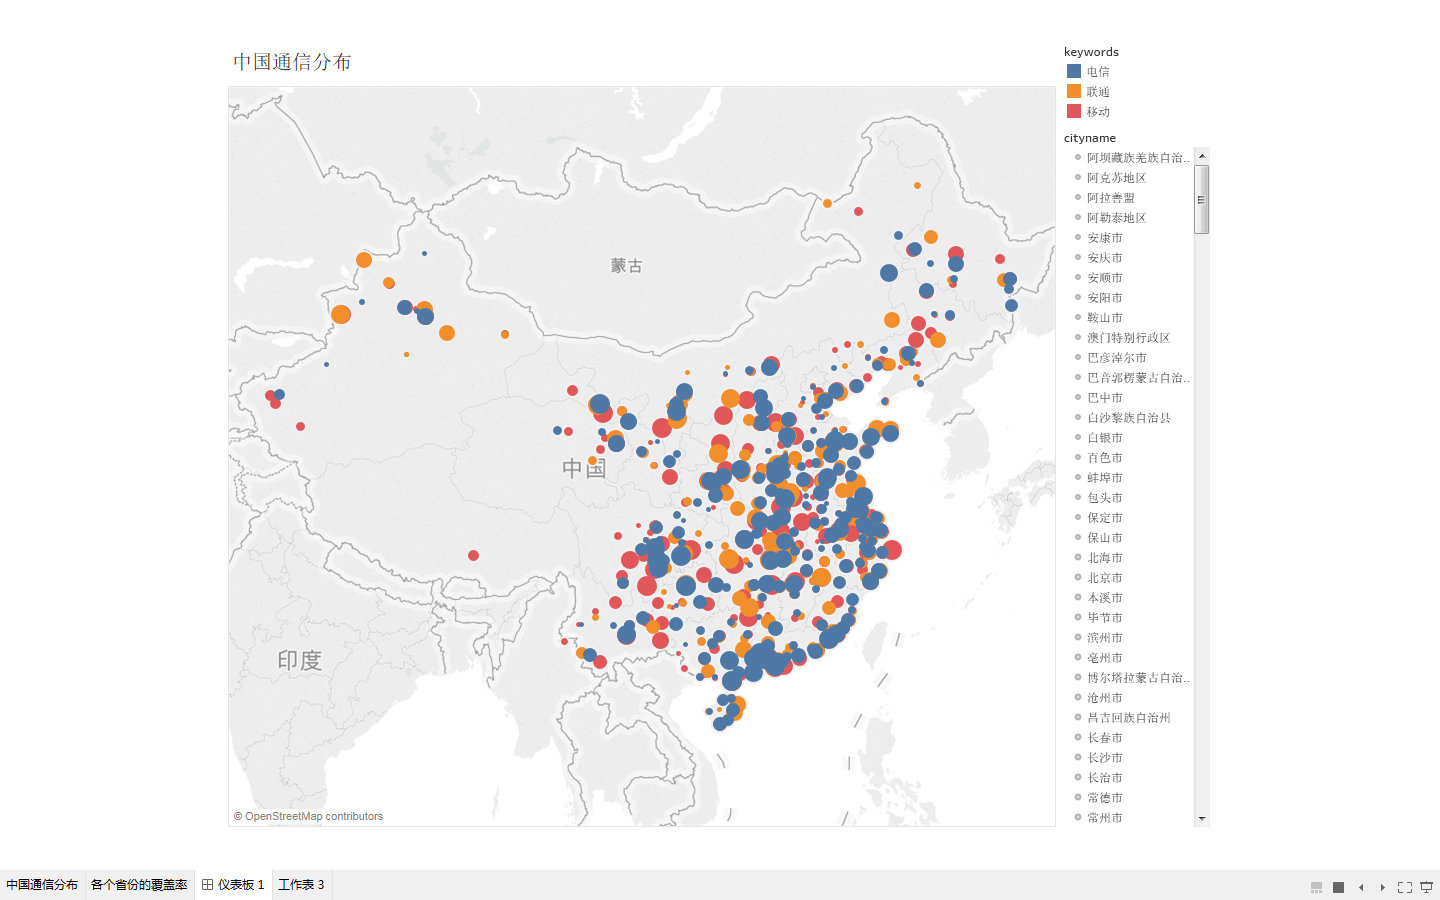 中国通信分布
keywords
电信
联通
移动
cityname
阿坝藏族羌族自治..
阿克苏地区
阿拉善盟
阿勒泰地区
安康市
安庆市
安顺市
安阳市
鞍山市
澳门特别行政区
巴彦淖尔市
巴音郭楞蒙古自治..
巴中市
白沙黎族自治县
白银市
百色市
蚌埠市
包头市
保定市
保山市
北海市
北京市
本溪市
毕节市
滨州市
亳州市
博尔塔拉蒙古自治..
沧州市
昌吉回族自治州
长春市
长沙市
长治市
常德市
常州市
蒙古
中国
印度
© OpenStreetMap contributors
中国通信分布
各个省份的覆盖率
仪表板 1
工作表 3